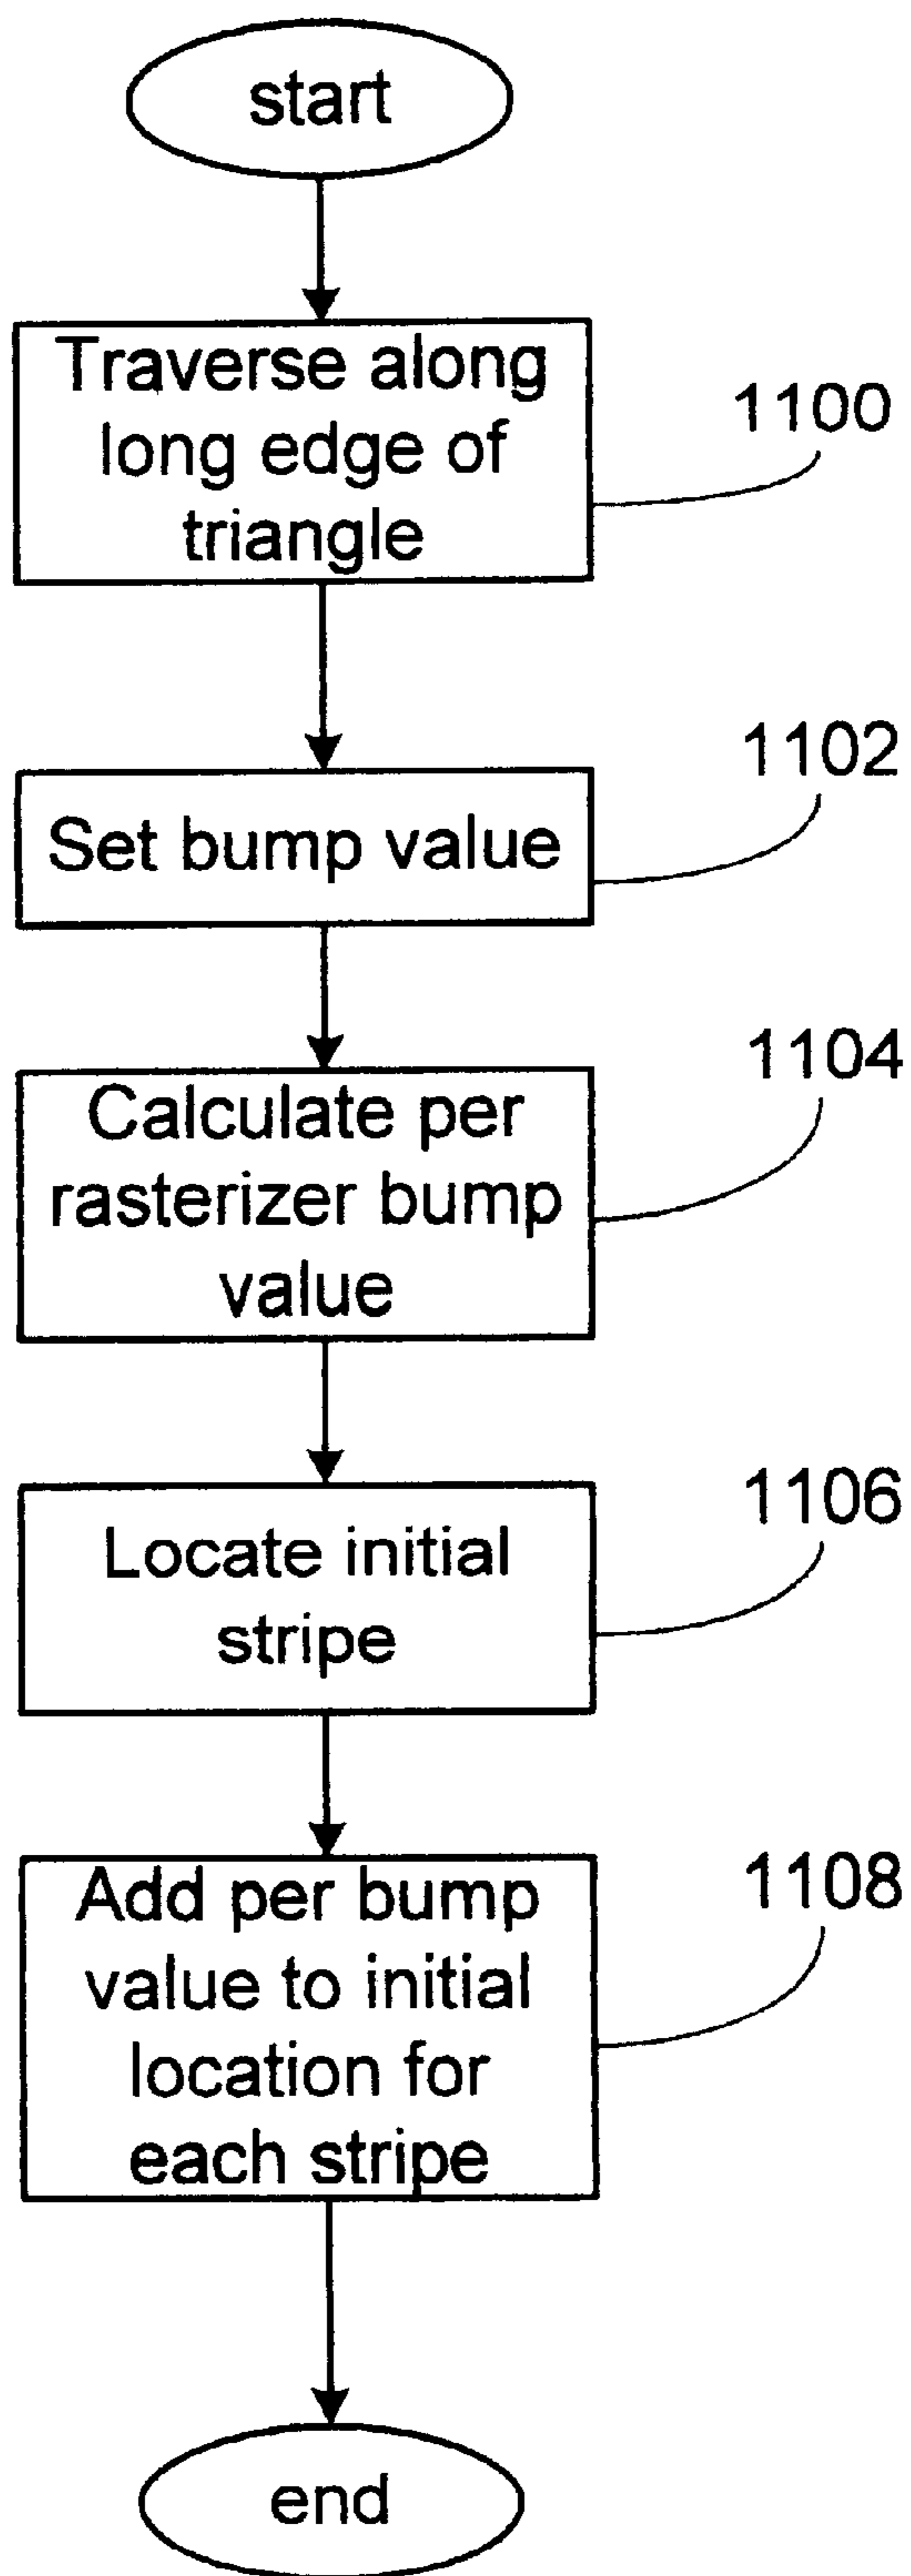 start
Traverse along
long edge of
triangle
1100
Set bump value
1102
Calculate per
rasterizer bump
value
1104
Locate initial
stripe
1106
Add per bump
value to initial
location for
each stripe
1108
end